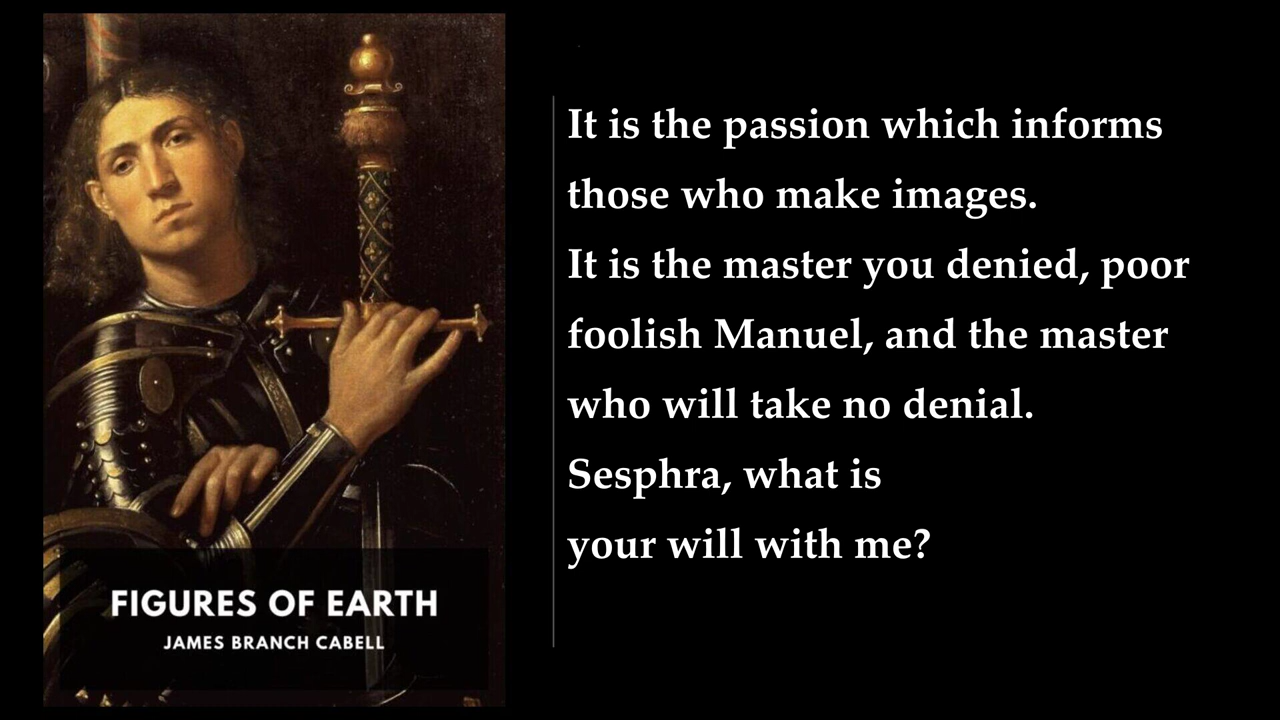 It is the passion which informs
those who make images.
It is the master you denied, poor
foolish Manuel, and the master
who will take no denial.
Sesphra, what is
your will with me?
FIGURES OF EARTH
JAMES BRANCH CABELL